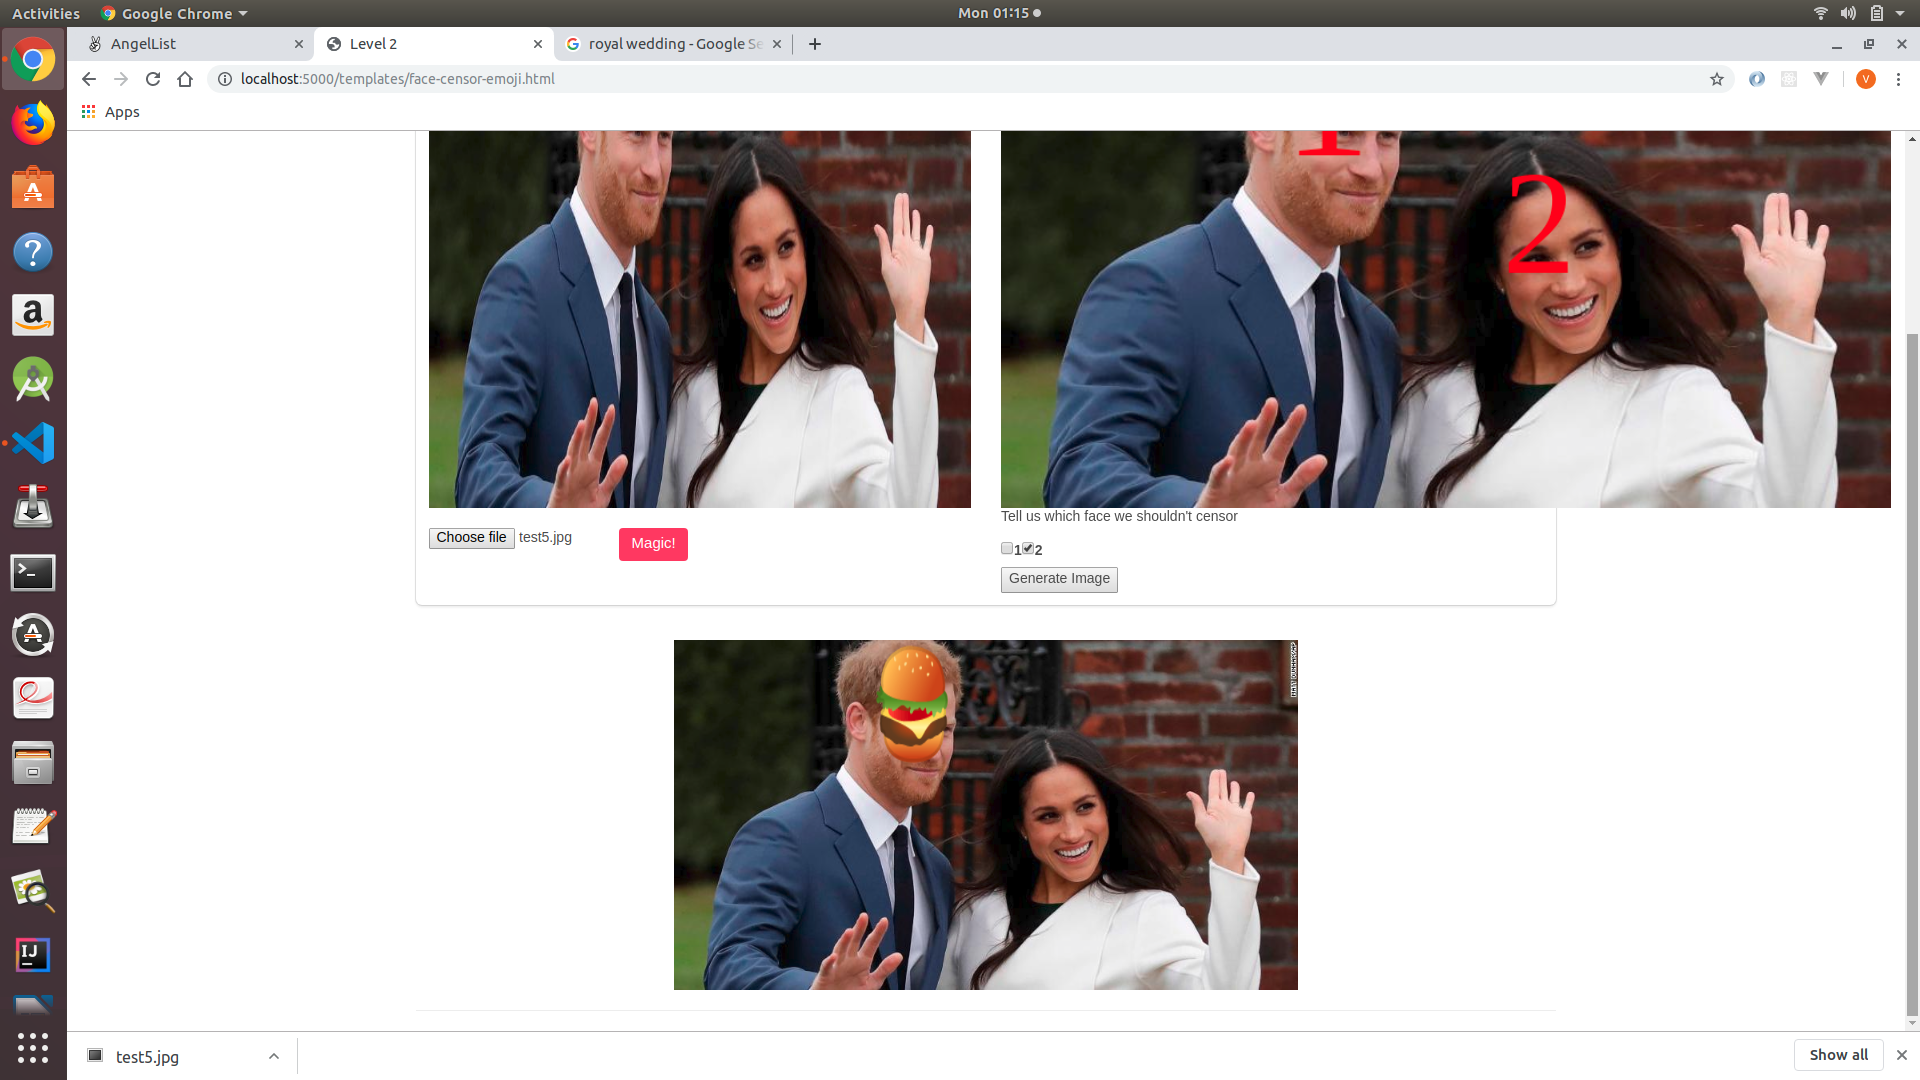 Activities
Google Chrome
Mon 01:15
AngelList
Level 2
royal wedding - Google Se
localhost:5000/templates/face-censor-emoji.html
V
Apps
1
2
a
?
A
>_
IJ
Choose file test5.jpg
Magic!
Tell us which face we shouldn't censor
1 2
Generate Image
test5.jpg
Show all